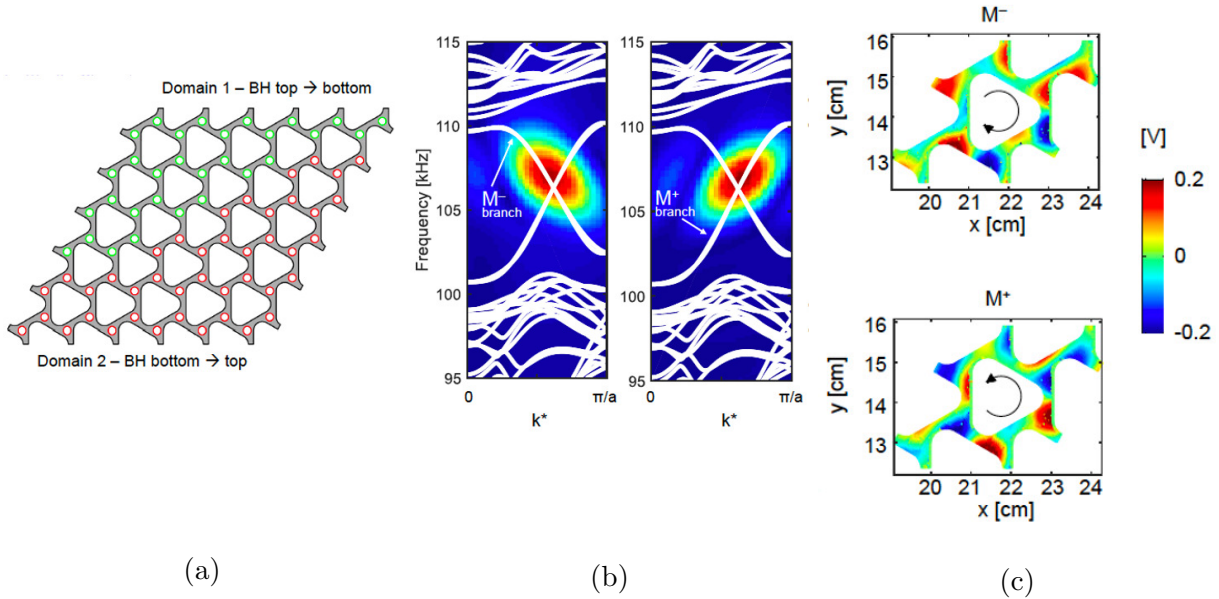 Domain 1 – BH top → bottom
Domain 2 – BH bottom → top
(a)
Frequency [kHz]
115
110
105
100
95
M⁻
branch
0
π/a
k*
115
110
105
100
95
M⁺
branch
0
π/a
k*
(b)
M⁻
y [cm]
16
15
14
13
20 21 22 23 24
x [cm]
M⁺
y [cm]
16
15
14
13
20 21 22 23 24
x [cm]
[V]
0.2
0
-0.2
(c)